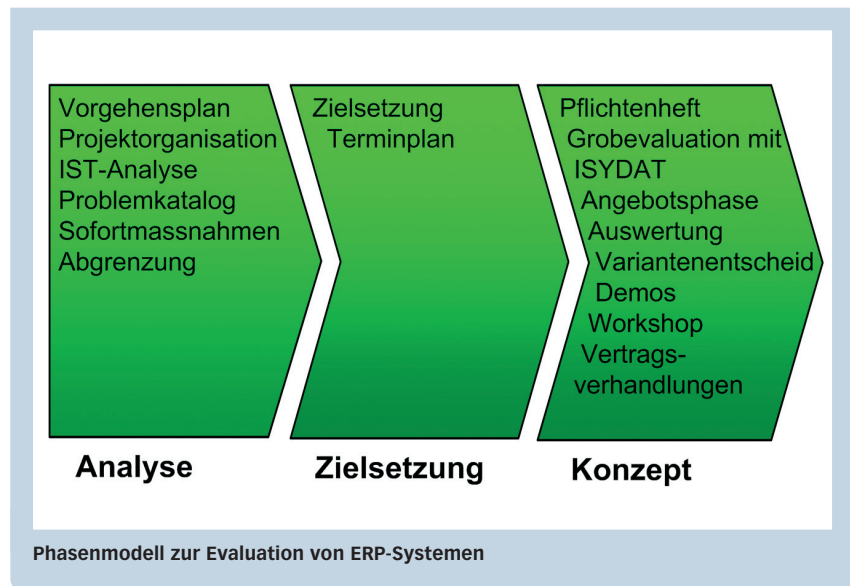 Vorgehensplan
Projektorganisation
IST-Analyse
Problemkatalog
Sofortmassnahmen
Abgrenzung
Analyse
Zielsetzung
Terminplan
Zielsetzung
Pflichtenheft
Grobevaluation mit
ISYDAT
Angebotsphase
Auswertung
Variantenentscheid
Demos
Workshop
Vertrags-
verhandlungen
Konzept
Phasenmodell zur Evaluation von ERP-Systemen